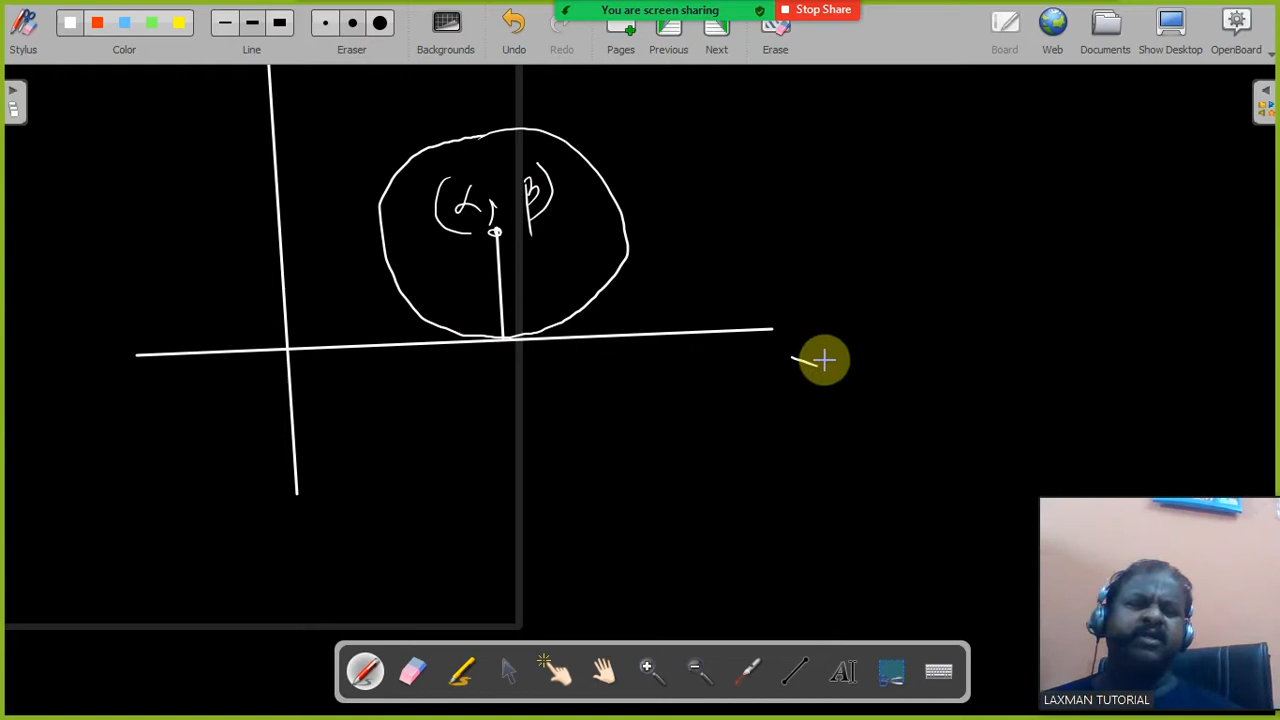 You are screen sharing Stop Share
Stylus Color Line Eraser Backgrounds Undo Redo Pages Previous Next Erase Board Web Documents Show Desktop OpenBoard
(α, β)
LAXMAN TUTORIAL